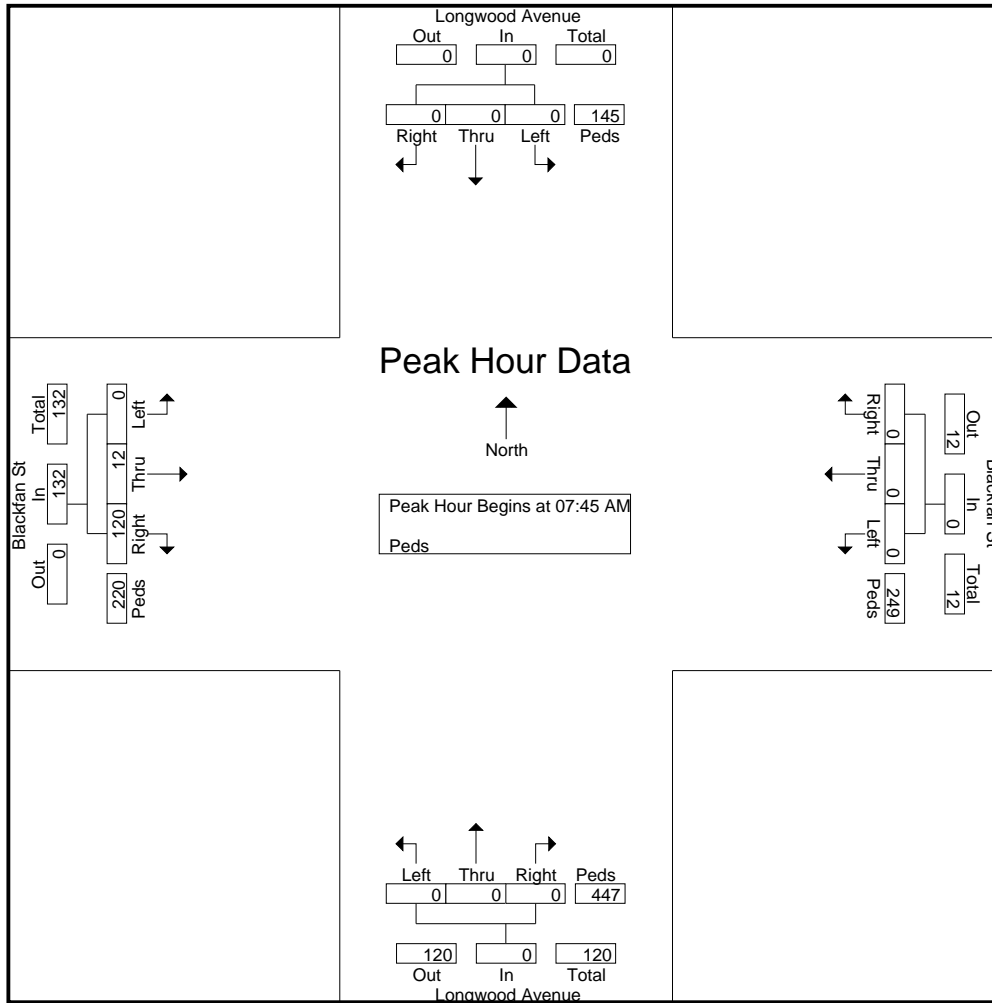 Longwood Avenue
Out In Total
0 0 0
0 0 0 145
Right Thru Left Peds
Peak Hour Data
North
Peak Hour Begins at 07:45 AM
Peds
Blackfan St
Total In Out
132 132 0
0 12 120 220
Left Thru Right Peds
Blackfan St
Out In Total
12 0 12
0 0 0 249
Right Thru Left Peds
Left Thru Right Peds
0 0 0 447
120 0 120
Out In Total
Longwood Avenue